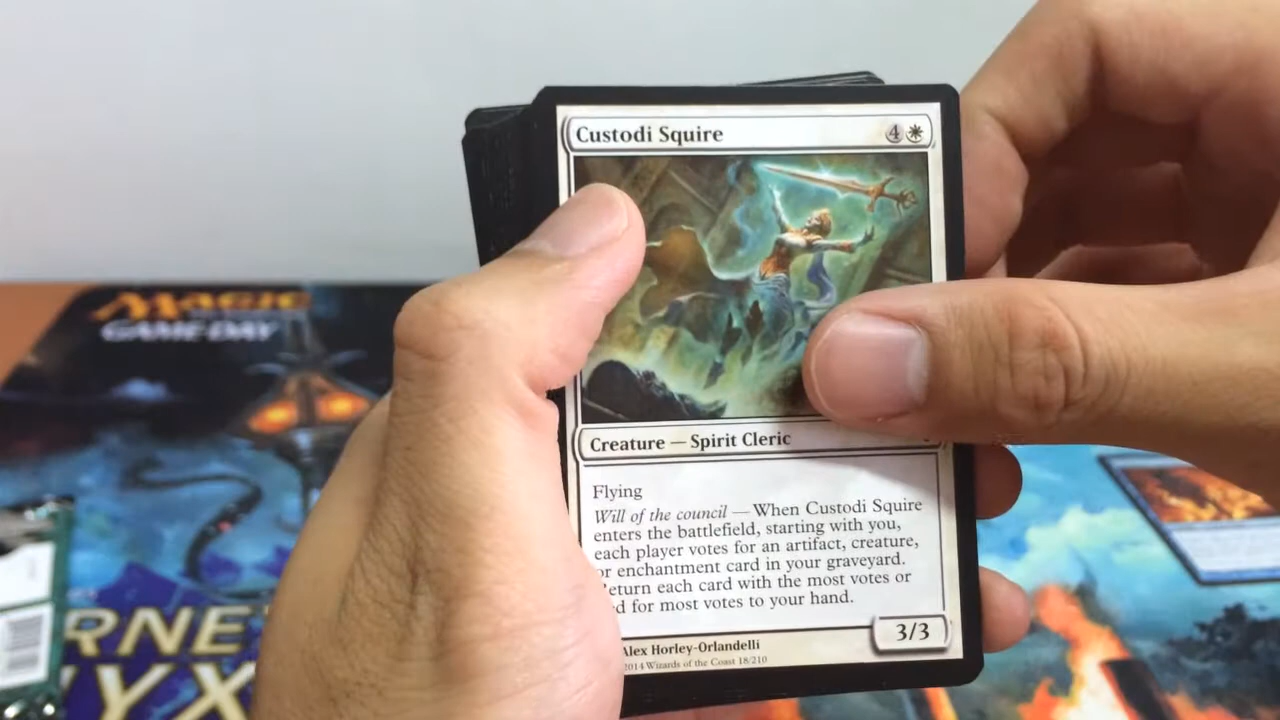 Custodi Squire
4
Creature — Spirit Cleric
Flying
Will of the council — When Custodi Squire
enters the battlefield, starting with you,
each player votes for an artifact, creature,
or enchantment card in your graveyard.
Return each card with the most votes or
d for most votes to your hand.
3/3
Alex Horley-Orlandelli
2014 Wizards of the Coast 18/210
MAGIC
GAME DAY
RNE
NYX